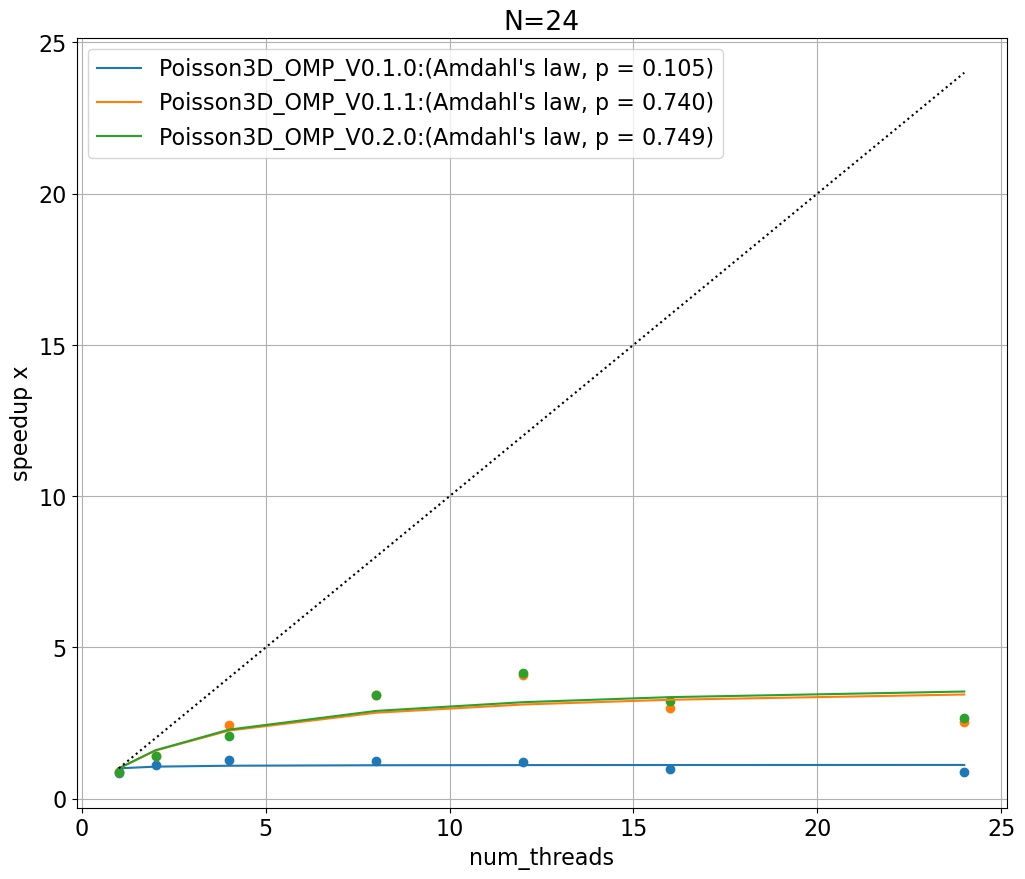 N=24
25
20
15
10
5
0
speedup x
Poisson3D_OMP_V0.1.0:(Amdahl's law, p = 0.105)
Poisson3D_OMP_V0.1.1:(Amdahl's law, p = 0.740)
Poisson3D_OMP_V0.2.0:(Amdahl's law, p = 0.749)
0 5 10 15 20 25
num_threads